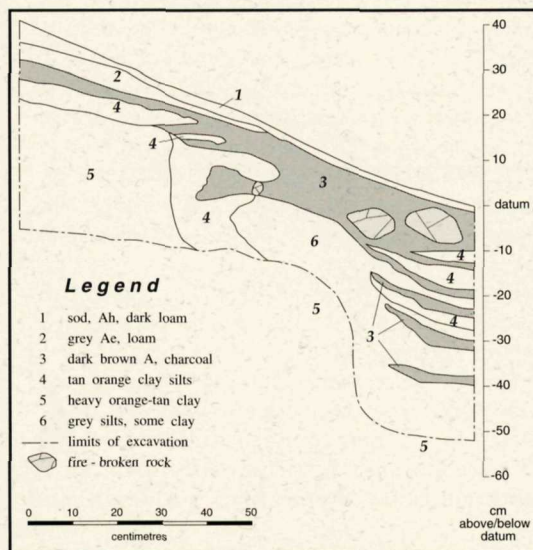 40
30
20
10
datum
-10
-20
-30
-40
-50
-60
cm
above/below
datum
1
2
4
4
3
5
4
6
4
4
4
5
3
5
Legend
1 sod, Ah, dark loam
2 grey Ae, loam
3 dark brown A, charcoal
4 tan orange clay silts
5 heavy orange-tan clay
6 grey silts, some clay
limits of excavation
fire - broken rock
0 10 20 30 40 50
centimetres